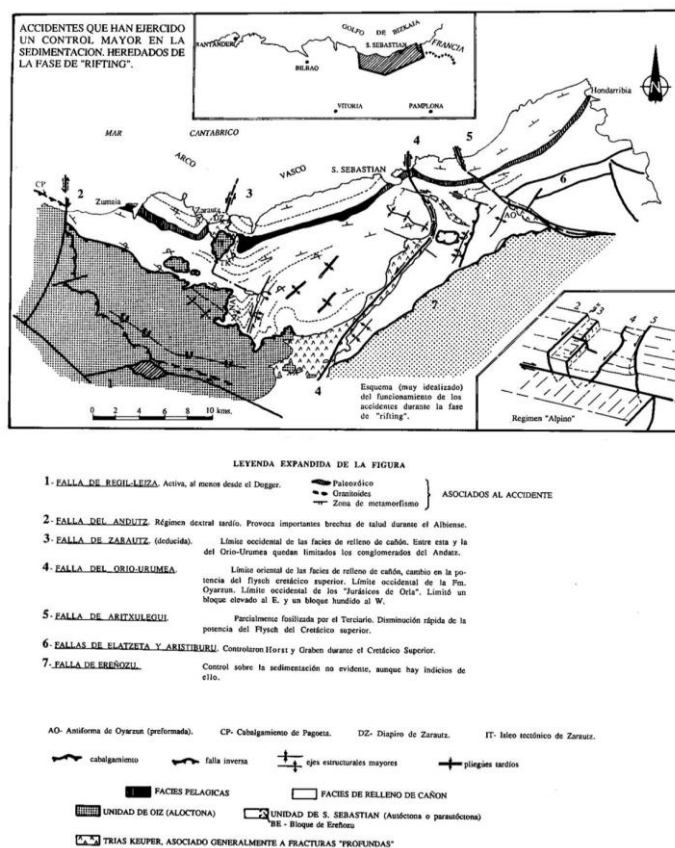 ACCIDENTES QUE HAN EJERCIDO
UN CONTROL MAYOR EN LA
SEDIMENTACION. HEREDADOS DE
LA FASE DE "RIFTING".
GOLFO DE BIZKAIA
SANTANDER
S. SEBASTIAN
FRANCIA
BILBAO
VITORIA
PAMPLONA
N
Hondarribia
MAR CANTABRICO
ARCO VASCO
S. SEBASTIAN
4
5
6
CP
2
Zumaia
Zarautz
3
DZ
AO
7
1
4
0 2 4 6 8 10 kms.
Esquema (muy idealizado)
del funcionamiento de los
accidentes durante la fase
de "rifting".
2
3
4
5
Regimen "Alpino"
LEYENDA EXPANDIDA DE LA FIGURA
1- FALLA DE REGIL-LEIZA. Activa, al menos desde el Dogger.
Paleozóico
Granitoides
Zona de metamorfismo
ASOCIADOS AL ACCIDENTE
2- FALLA DEL ANDUTZ. Régimen dextral tardío. Provoca importantes brechas de talud durante el Albiense.
3- FALLA DE ZARAUTZ. (deducida). Límite occidental de las facies de relleno de cañón. Entre esta y la
del Orio-Urumea quedan limitados los conglomerados del Andatz.
4- FALLA DEL ORIO-URUMEA. Límite oriental de las facies de relleno de cañón, cambio en la po-
tencia del flysch cretácico superior. Límite occidental de la Fm.
Oyarzun. Límite occidental de los "Jurásicos de Orla". Limitó un
bloque elevado al E. y un bloque hundido al W.
5- FALLA DE ARITXULEGUI. Parcialmente fosilizada por el Terciario. Disminución rápida de la
potencia del Flysch del Cretácico superior.
6- FALLAS DE ELATZETA Y ARISTIBURU. Controlaron Horst y Graben durante el Cretácico Superior.
7- FALLA DE EREÑOZU. Control sobre la sedimentación no evidente, aunque hay indicios de
ello.
AO- Antiforma de Oyarzun (preformada). CP- Cabalgamiento de Pagoeta. DZ- Diapiro de Zarautz. IT- Isleo tectónico de Zarautz.
cabalgamiento falla inversa ejes estructurales mayores pliegues tardíos
FACIES PELAGICAS FACIES DE RELLENO DE CAÑON
UNIDAD DE OIZ (ALOCTONA) UNIDAD DE S. SEBASTIAN (Autóctona o parautóctona)
BE - Bloque de Ereñozu
TRIAS KEUPER, ASOCIADO GENERALMENTE A FRACTURAS "PROFUNDAS"